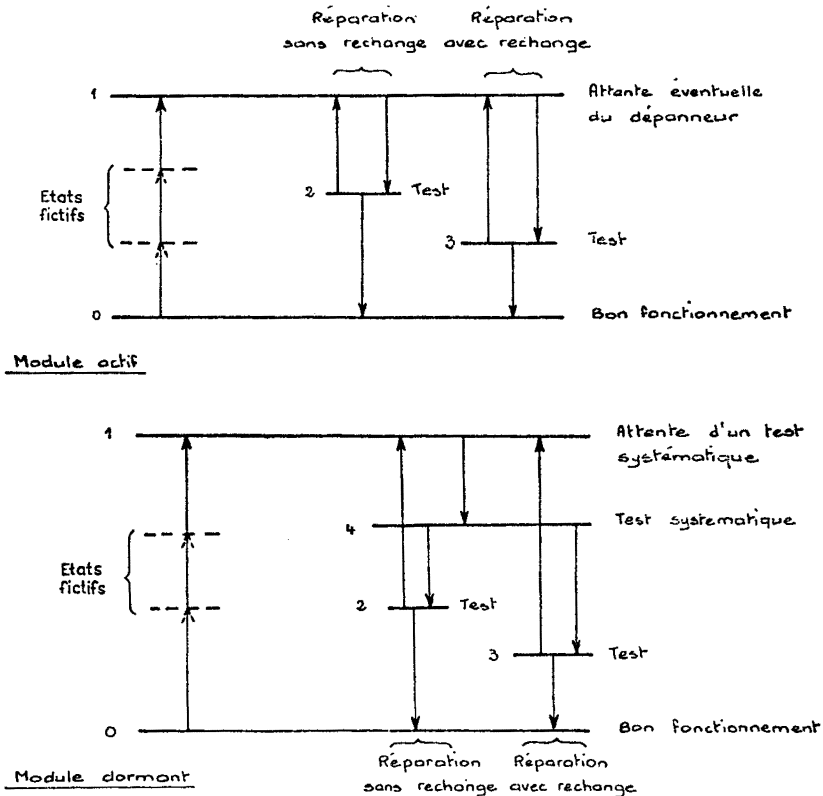 Réparation Réparation
sans rechange avec rechange
1 Attente éventuelle
du dépanneur
Etats
fictifs
2 Test
3 Test
0 Bon fonctionnement
Module actif
1 Attente d'un test
systématique
4 Test systematique
Etats
fictifs
2 Test
3 Test
0 Bon fonctionnement
Réparation Réparation
sans rechange avec rechange
Module dormant